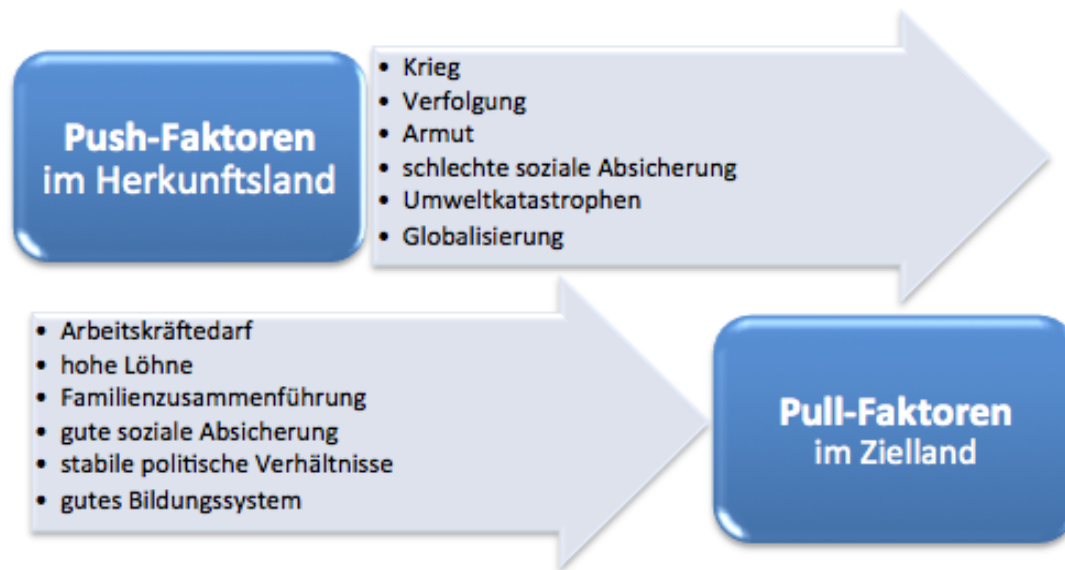 Push-Faktoren
im Herkunftsland
• Krieg
• Verfolgung
• Armut
• schlechte soziale Absicherung
• Umweltkatastrophen
• Globalisierung
• Arbeitskräftedarf
• hohe Löhne
• Familienzusammenführung
• gute soziale Absicherung
• stabile politische Verhältnisse
• gutes Bildungssystem
Pull-Faktoren
im Zielland